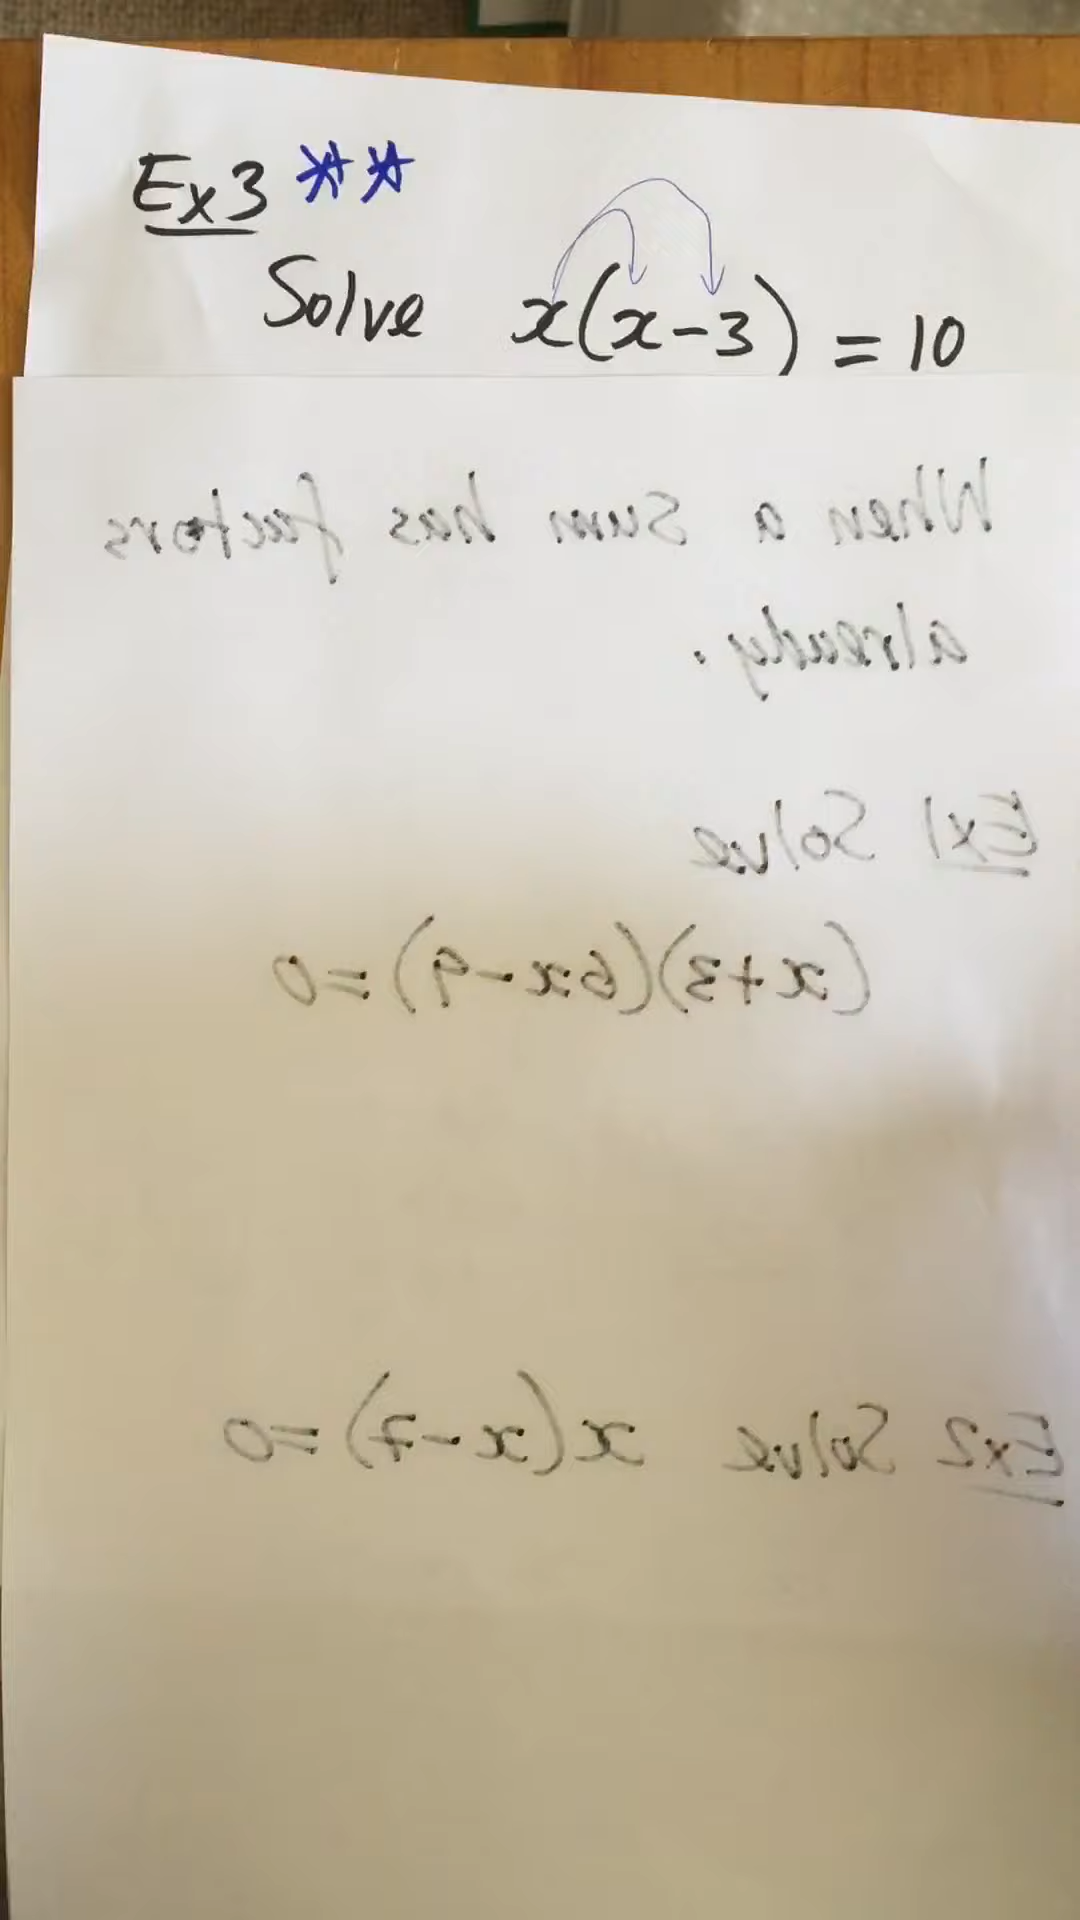 Ex3 **
Solve x(x-3) = 10
When a sum has factors
already.
Ex1 Solve
(x+3)(6x-9)=0
Ex2 Solve x(x-7)=0